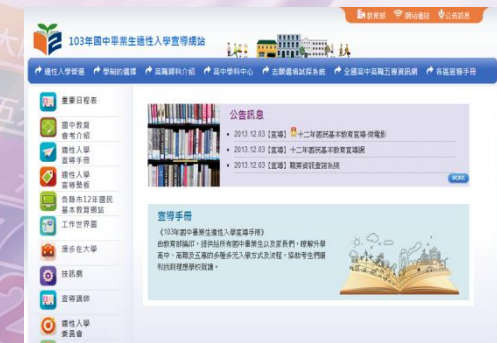 教育部 網站連結 公告訊息
103年國中畢業生適性入學宣導網站
適性入學管道 學制的選擇 高職類科介紹 高中學科中心 志願選填試探系統 全國高中高職五專資訊網 各區宣導手冊
重要日程表
國中教育
會考介紹
適性入學
宣導手冊
適性入學
宣導墊板
各縣市12年國民
基本教育網站
工作世界圖
漫步在大學
技訊網
宣導講師
適性入學
委員會
公告訊息
2013.12.03【宣導】十二年國民基本教育宣導-微電影
2013.12.03【宣導】十二年國民基本教育宣導網
2013.12.03【宣導】職業資訊查詢系統
MORE
宣導手冊
《103年國中畢業生適性入學宣導手冊》
由教育部編印，提供給所有國中畢業生以及家長們，瞭解升學
高中、高職及五專的多種多元入學方式及流程，協助考生們順
利找到理想學校就讀。